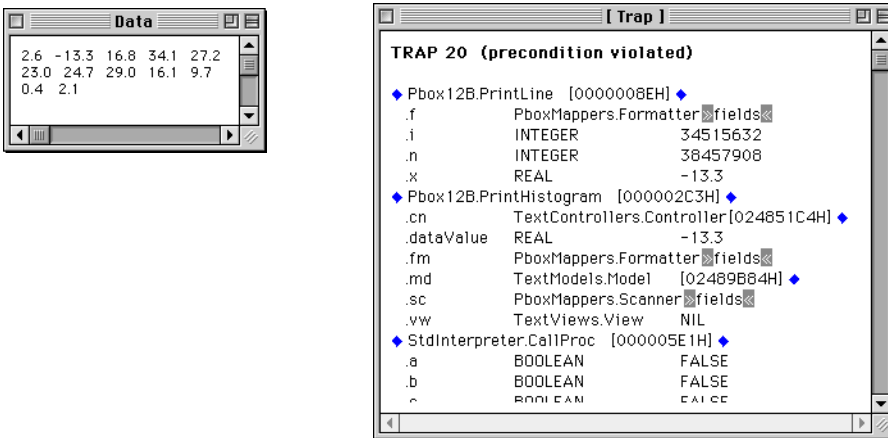 Data
2.6 -13.3 16.8 34.1 27.2
23.0 24.7 29.0 16.1 9.7
0.4 2.1
[ Trap ]
TRAP 20 (precondition violated)
Pbox12B.PrintLine [0000008EH]
.f PboxMappers.Formatter»fields«
.i INTEGER 34515632
.n INTEGER 38457908
.x REAL -13.3
Pbox12B.PrintHistogram [000002C3H]
.cn TextControllers.Controller[024851C4H]
.dataValue REAL -13.3
.fm PboxMappers.Formatter»fields«
.md TextModels.Model [02489B84H]
.sc PboxMappers.Scanner»fields«
.vw TextViews.View NIL
StdInterpreter.CallProc [000005E1H]
.a BOOLEAN FALSE
.b BOOLEAN FALSE
.c BOOLEAN FALSE